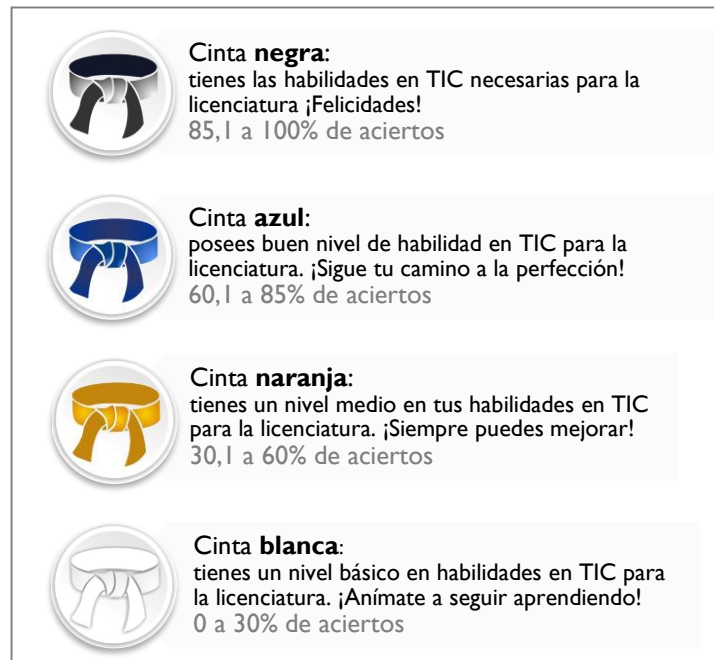 Cinta negra:
tienes las habilidades en TIC necesarias para la
licenciatura ¡Felicidades!
85,1 a 100% de aciertos
Cinta azul:
posees buen nivel de habilidad en TIC para la
licenciatura. ¡Sigue tu camino a la perfección!
60,1 a 85% de aciertos
Cinta naranja:
tienes un nivel medio en tus habilidades en TIC
para la licenciatura. ¡Siempre puedes mejorar!
30,1 a 60% de aciertos
Cinta blanca:
tienes un nivel básico en habilidades en TIC para
la licenciatura. ¡Anímate a seguir aprendiendo!
0 a 30% de aciertos